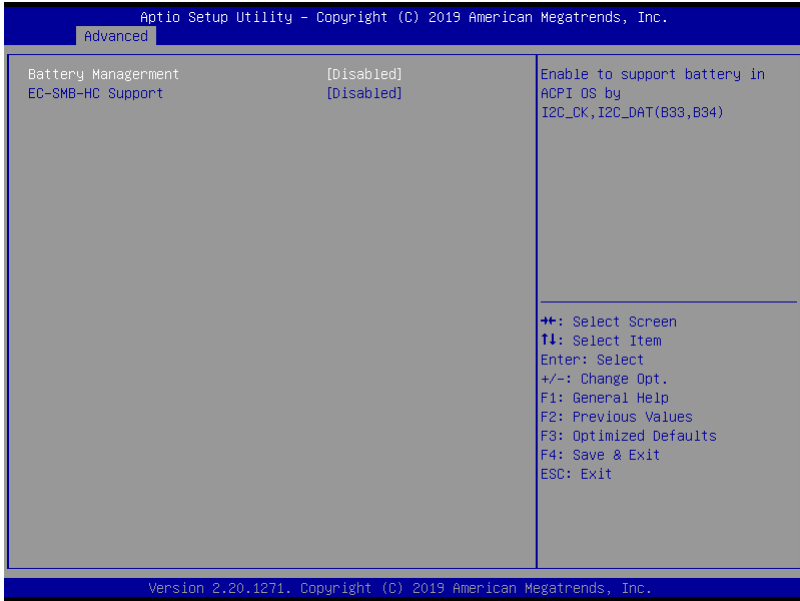 Aptio Setup Utility – Copyright (C) 2019 American Megatrends, Inc.
Advanced
Battery Managerment [Disabled]
EC-SMB-HC Support [Disabled]
Enable to support battery in
ACPI OS by
I2C_CK,I2C_DAT(B33,B34)
→←: Select Screen
↑↓: Select Item
Enter: Select
+/-: Change Opt.
F1: General Help
F2: Previous Values
F3: Optimized Defaults
F4: Save & Exit
ESC: Exit
Version 2.20.1271. Copyright (C) 2019 American Megatrends, Inc.